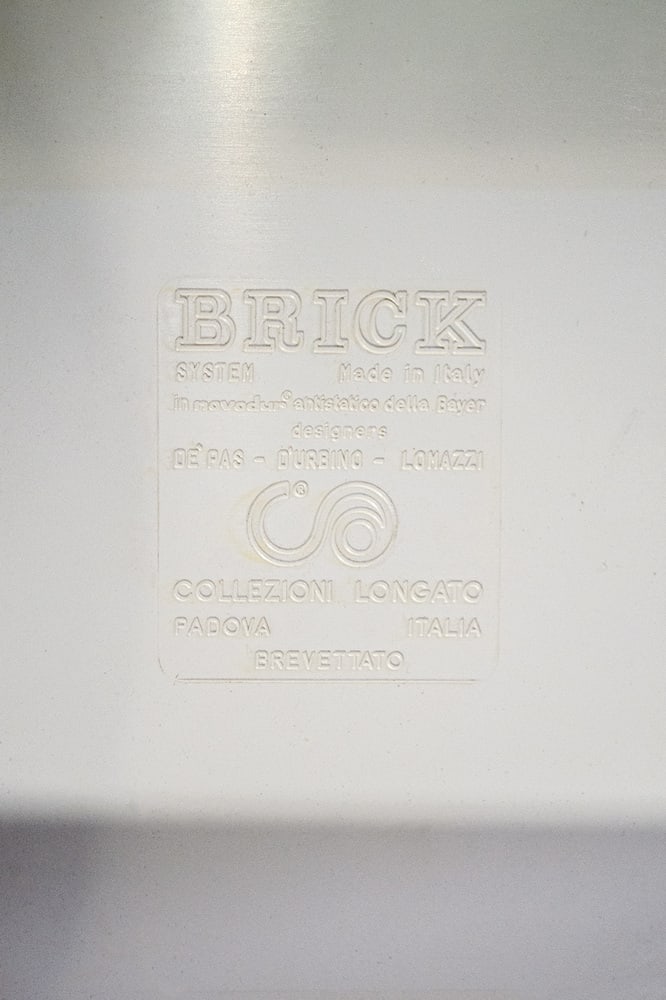 BRICK
SYSTEM Made in Italy
in novodur® antistatico della Bayer
designers
DE PAS - D'URBINO - LOMAZZI
®
COLLEZIONI LONGATO
PADOVA ITALIA
BREVETTATO